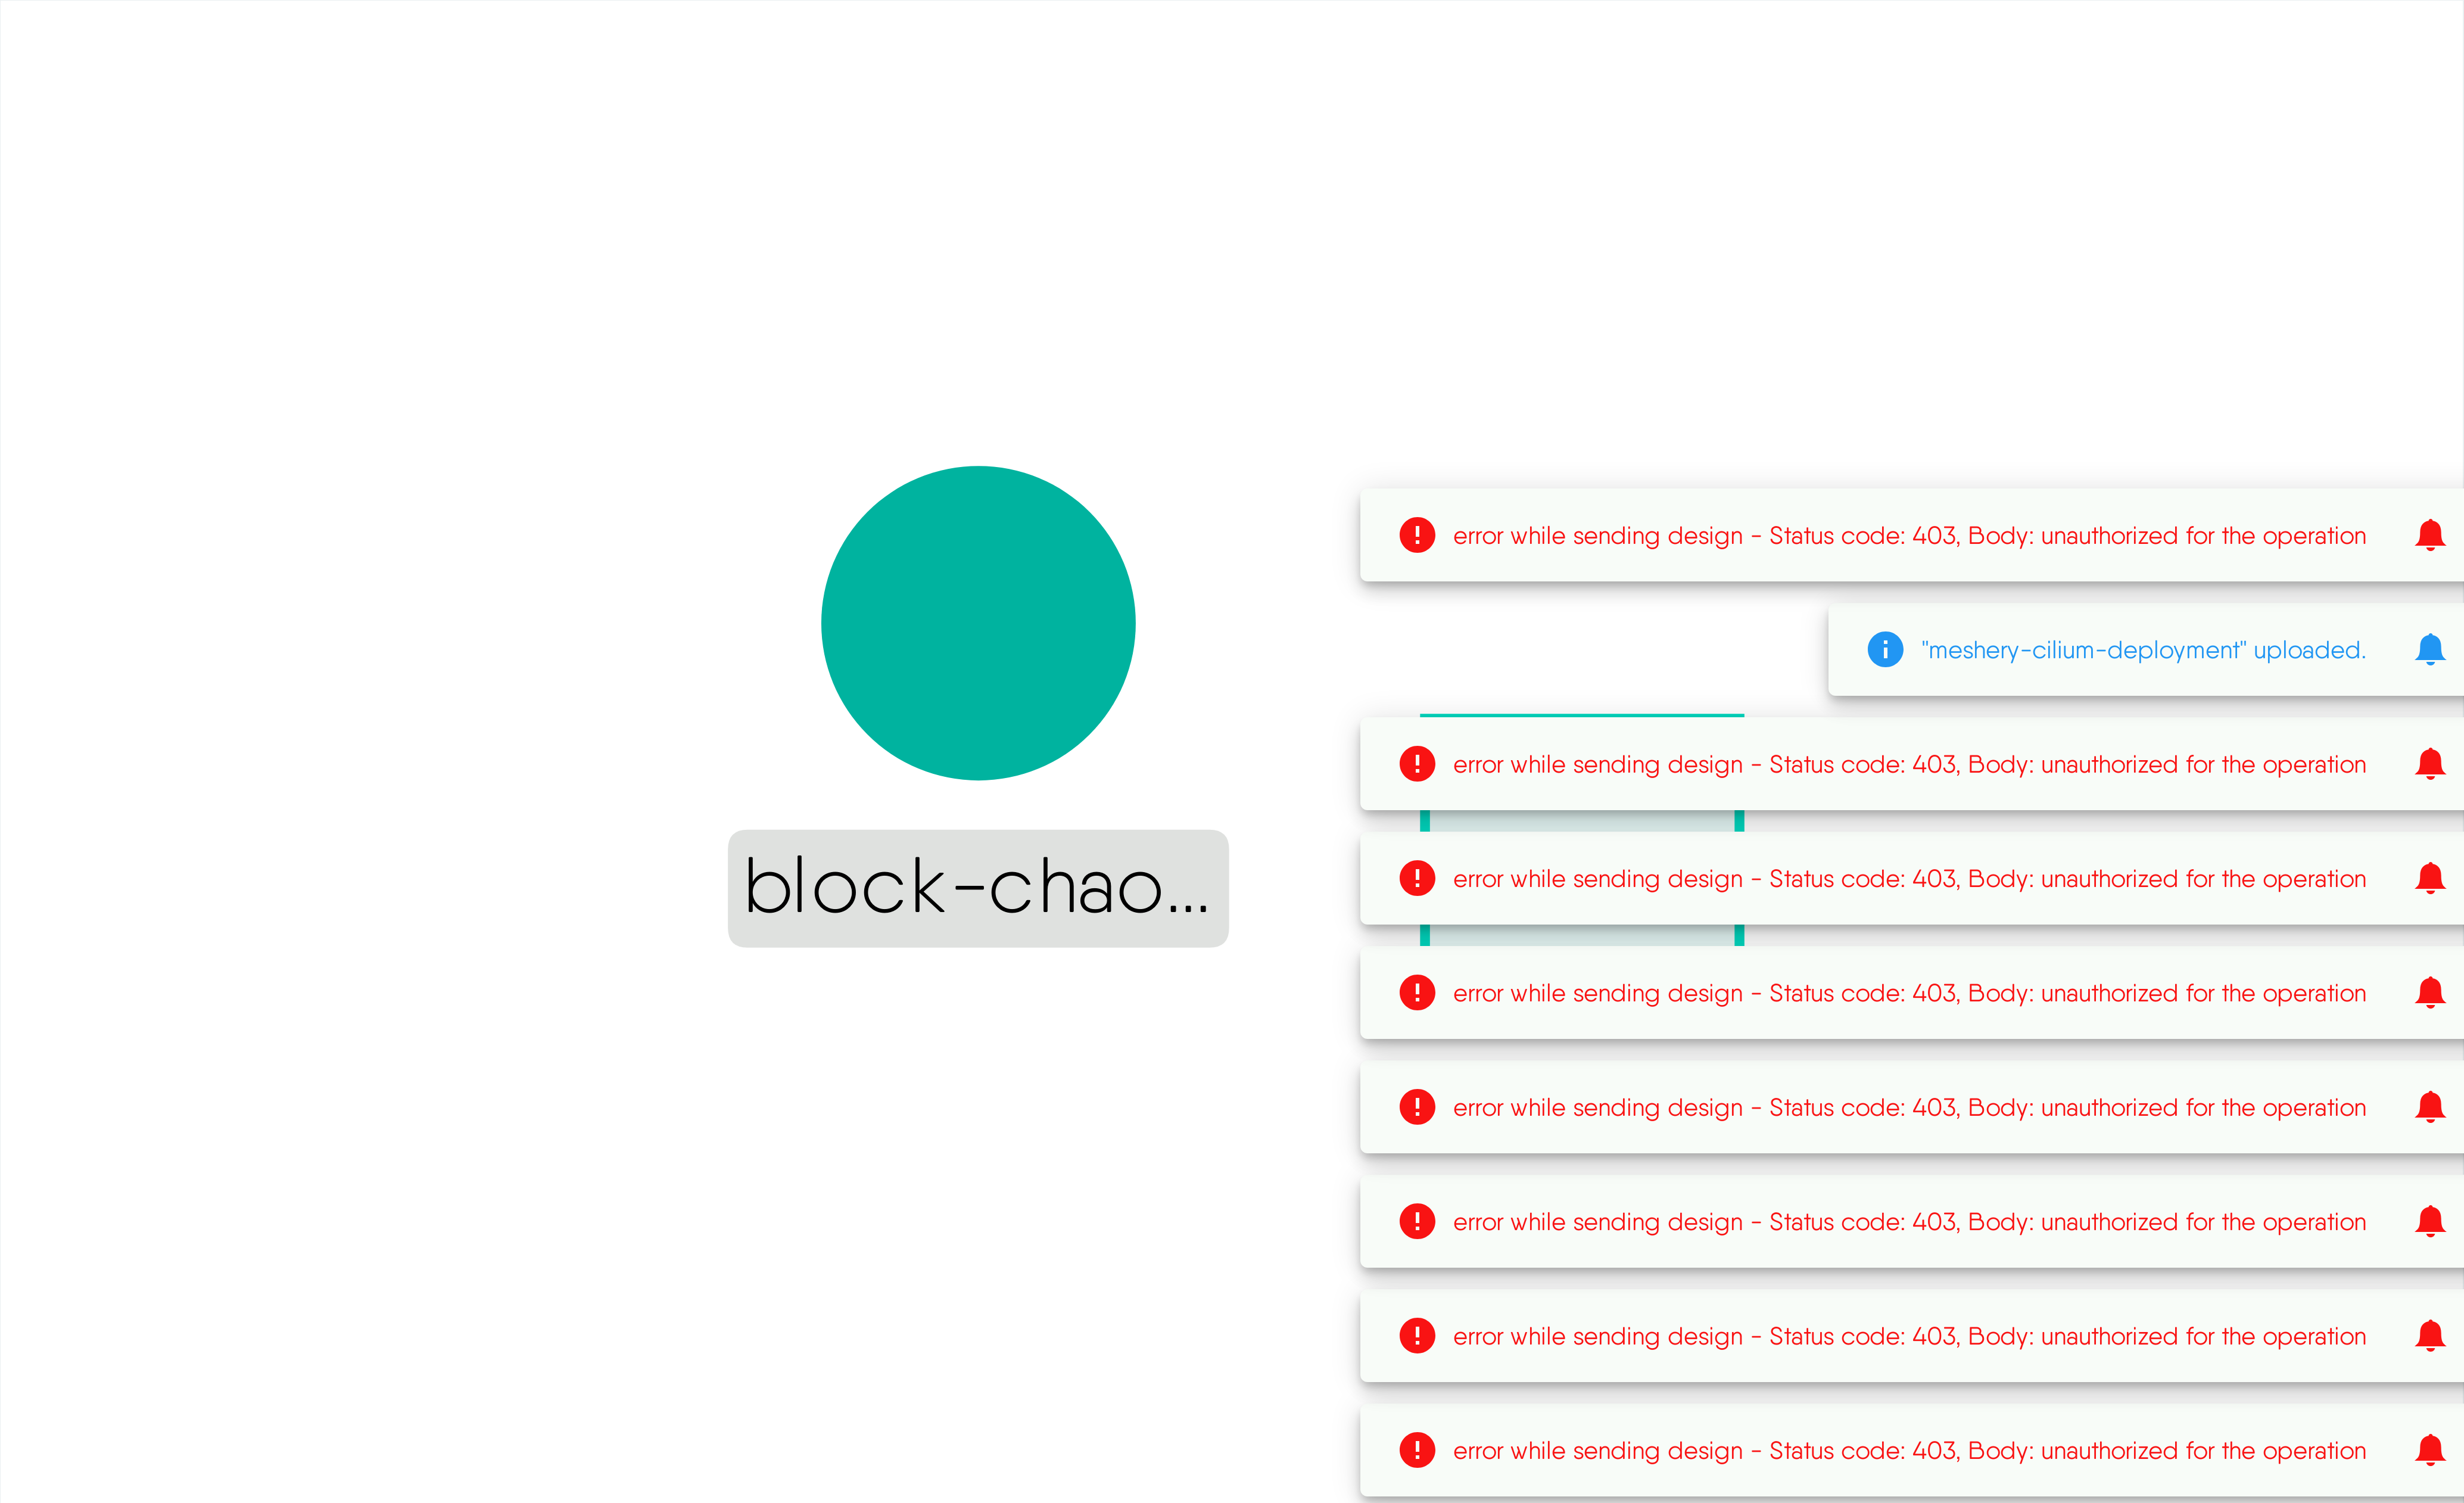 error while sending design - Status code: 403, Body: unauthorized for the operation
"meshery-cilium-deployment" uploaded.
error while sending design - Status code: 403, Body: unauthorized for the operation
block-chao...
error while sending design - Status code: 403, Body: unauthorized for the operation
error while sending design - Status code: 403, Body: unauthorized for the operation
error while sending design - Status code: 403, Body: unauthorized for the operation
error while sending design - Status code: 403, Body: unauthorized for the operation
error while sending design - Status code: 403, Body: unauthorized for the operation
error while sending design - Status code: 403, Body: unauthorized for the operation